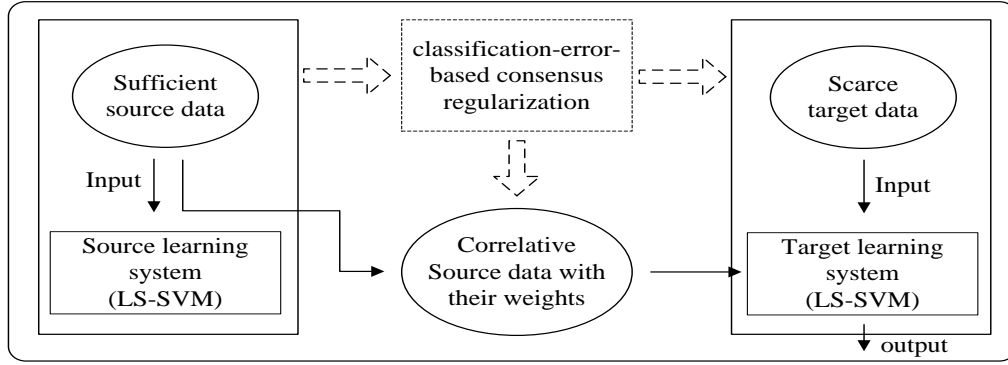 Sufficient
source data
Input
Source learning
system
(LS-SVM)
classification-error-
based consensus
regularization
Correlative
Source data with
their weights
Scarce
target data
Input
Target learning
system
(LS-SVM)
output